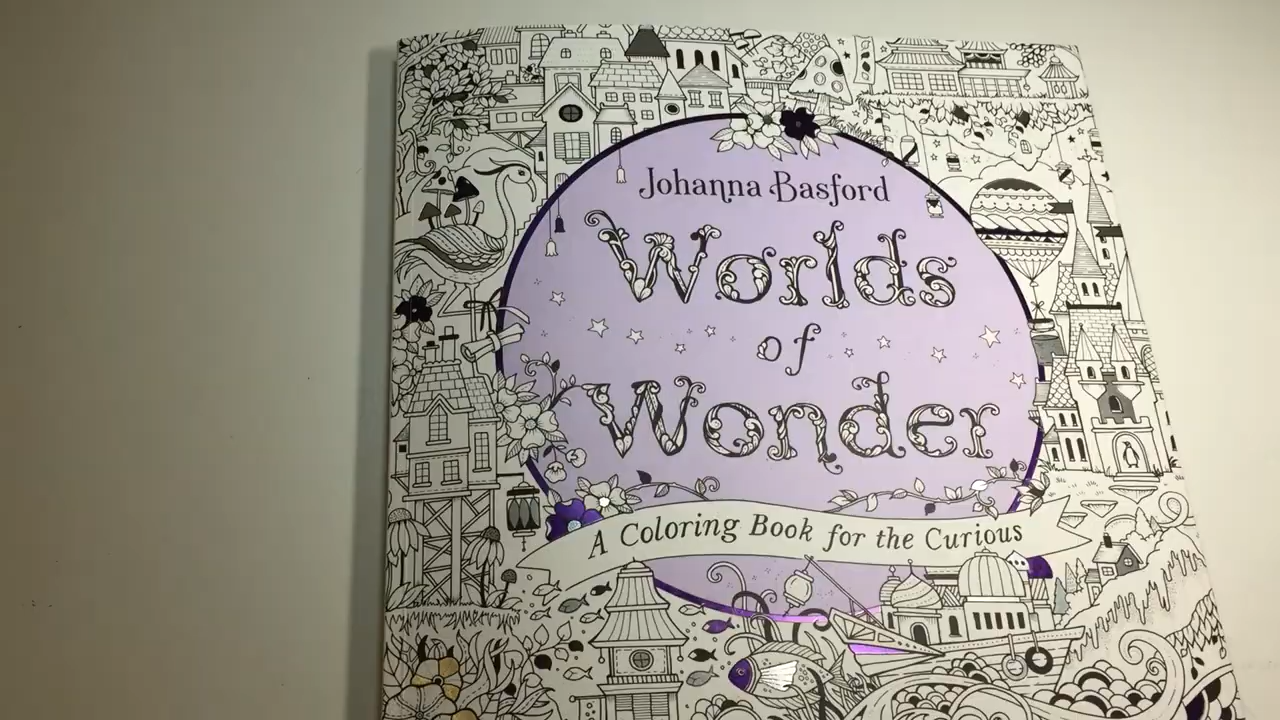 Johanna Basford
Worlds
of
Wonder
A Coloring Book for the Curious